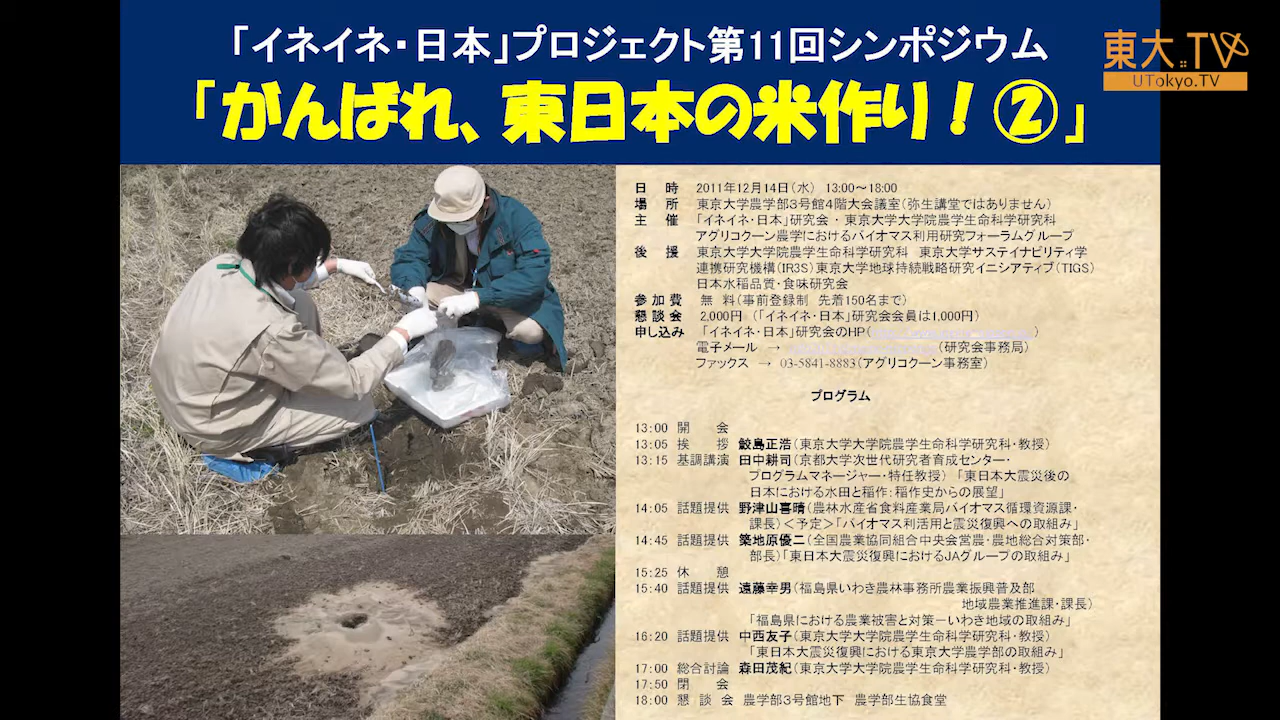 「イネイネ・日本」プロジェクト第11回シンポジウム
「がんばれ、東日本の米作り！②」
東大TV
UTokyo.TV
日　時　2011年12月14日（水）　13:00～18:00
場　所　東京大学農学部3号館4階大会議室（弥生講堂ではありません）
主　催　「イネイネ・日本」研究会・東京大学大学院農学生命科学研究科
アグリコクーン農学におけるバイオマス利用研究フォーラムグループ
後　援　東京大学大学院農学生命科学研究科　東京大学サステイナビリティ学
連携研究機構（IR3S）東京大学地球持続戦略研究イニシアティブ（TIGS）
日本水稲品質・食味研究会
参加費　無　料（事前登録制　先着150名まで）
懇談会　2,000円　（「イネイネ・日本」研究会会員は1,000円）
申し込み　「イネイネ・日本」研究会のHP（　）
電子メール　→　（研究会事務局）
ファックス　→　03-5841-8883（アグリコクーン事務室）
プログラム
13:00　開　会
13:05　挨　拶　鮫島正浩（東京大学大学院農学生命科学研究科・教授）
13:15　基調講演　田中耕司（京都大学次世代研究者育成センター・
プログラムマネージャー・特任教授）　「東日本大震災後の
日本における水田と稲作：稲作史からの展望」
14:05　話題提供　野津山喜晴（農林水産省食料産業局バイオマス循環資源課・
課長）＜予定＞「バイオマス利活用と震災復興への取組み」
14:45　話題提供　築地原優二（全国農業協同組合中央会営農・農地総合対策部・
部長）「東日本大震災復興におけるJAグループの取組み」
15:25　休　憩
15:40　話題提供　遠藤幸男（福島県いわき農林事務所農業振興普及部
地域農業推進課・課長）
「福島県における農業被害と対策－いわき地域の取組み」
16:20　話題提供　中西友子（東京大学大学院農学生命科学研究科・教授）
「東日本大震災復興における東京大学農学部の取組み」
17:00　総合討論　森田茂紀（東京大学大学院農学生命科学研究科・教授）
17:50　閉　会
18:00　懇　談　会　農学部3号館地下　農学部生協食堂